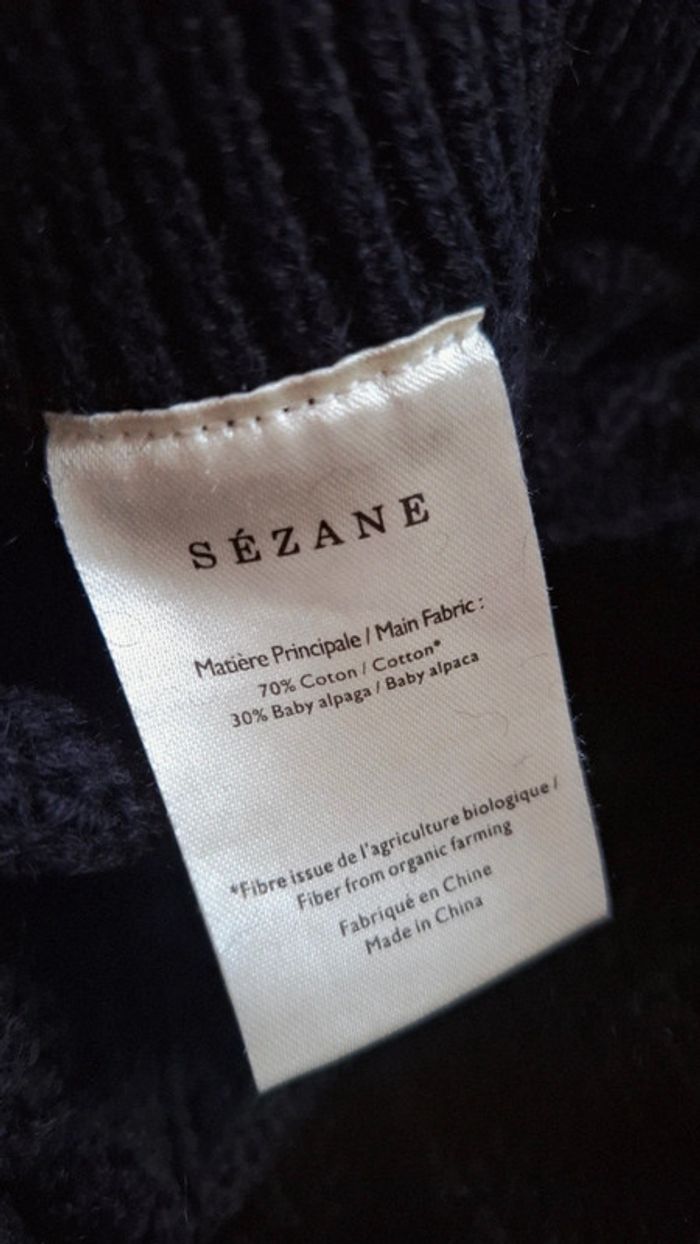 SÉZANE
Matière Principale / Main Fabric :
70% Coton / Cotton*
30% Baby alpaga / Baby alpaca
*Fibre issue de l'agriculture biologique /
Fiber from organic farming
Fabriqué en Chine
Made in China